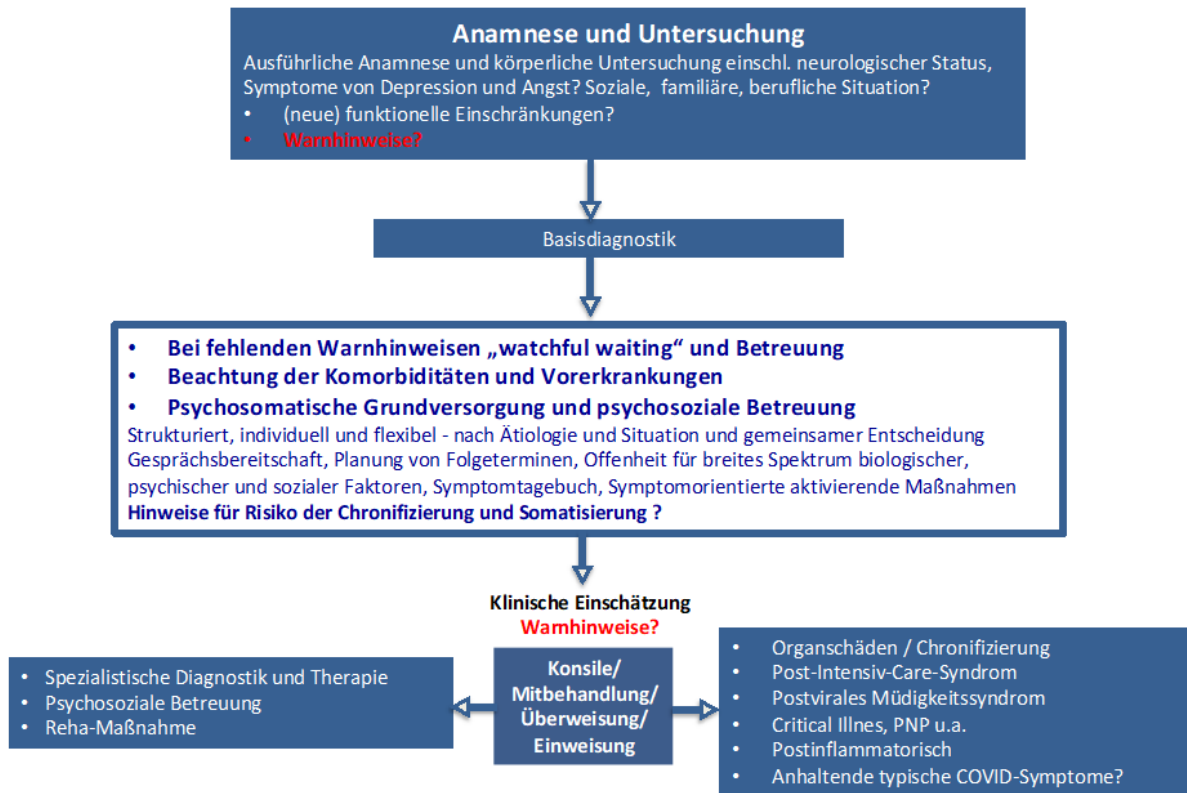 Anamnese und Untersuchung
Ausführliche Anamnese und körperliche Untersuchung einschl. neurologischer Status,
Symptome von Depression und Angst? Soziale, familiäre, berufliche Situation?
• (neue) funktionelle Einschränkungen?
• Warnhinweise?
Basisdiagnostik
• Bei fehlenden Warnhinweisen „watchful waiting“ und Betreuung
• Beachtung der Komorbiditäten und Vorerkrankungen
• Psychosomatische Grundversorgung und psychosoziale Betreuung
Strukturiert, individuell und flexibel - nach Ätiologie und Situation und gemeinsamer Entscheidung
Gesprächsbereitschaft, Planung von Folgeterminen, Offenheit für breites Spektrum biologischer,
psychischer und sozialer Faktoren, Symptomtagebuch, Symptomorientierte aktivierende Maßnahmen
Hinweise für Risiko der Chronifizierung und Somatisierung ?
Klinische Einschätzung
Warnhinweise?
• Spezialistische Diagnostik und Therapie
• Psychosoziale Betreuung
• Reha-Maßnahme
Konsile/
Mitbehandlung/
Überweisung/
Einweisung
• Organschäden / Chronifizierung
• Post-Intensiv-Care-Syndrom
• Postvirales Müdigkeitssyndrom
• Critical Illnes, PNP u.a.
• Postinflammatorisch
• Anhaltende typische COVID-Symptome?